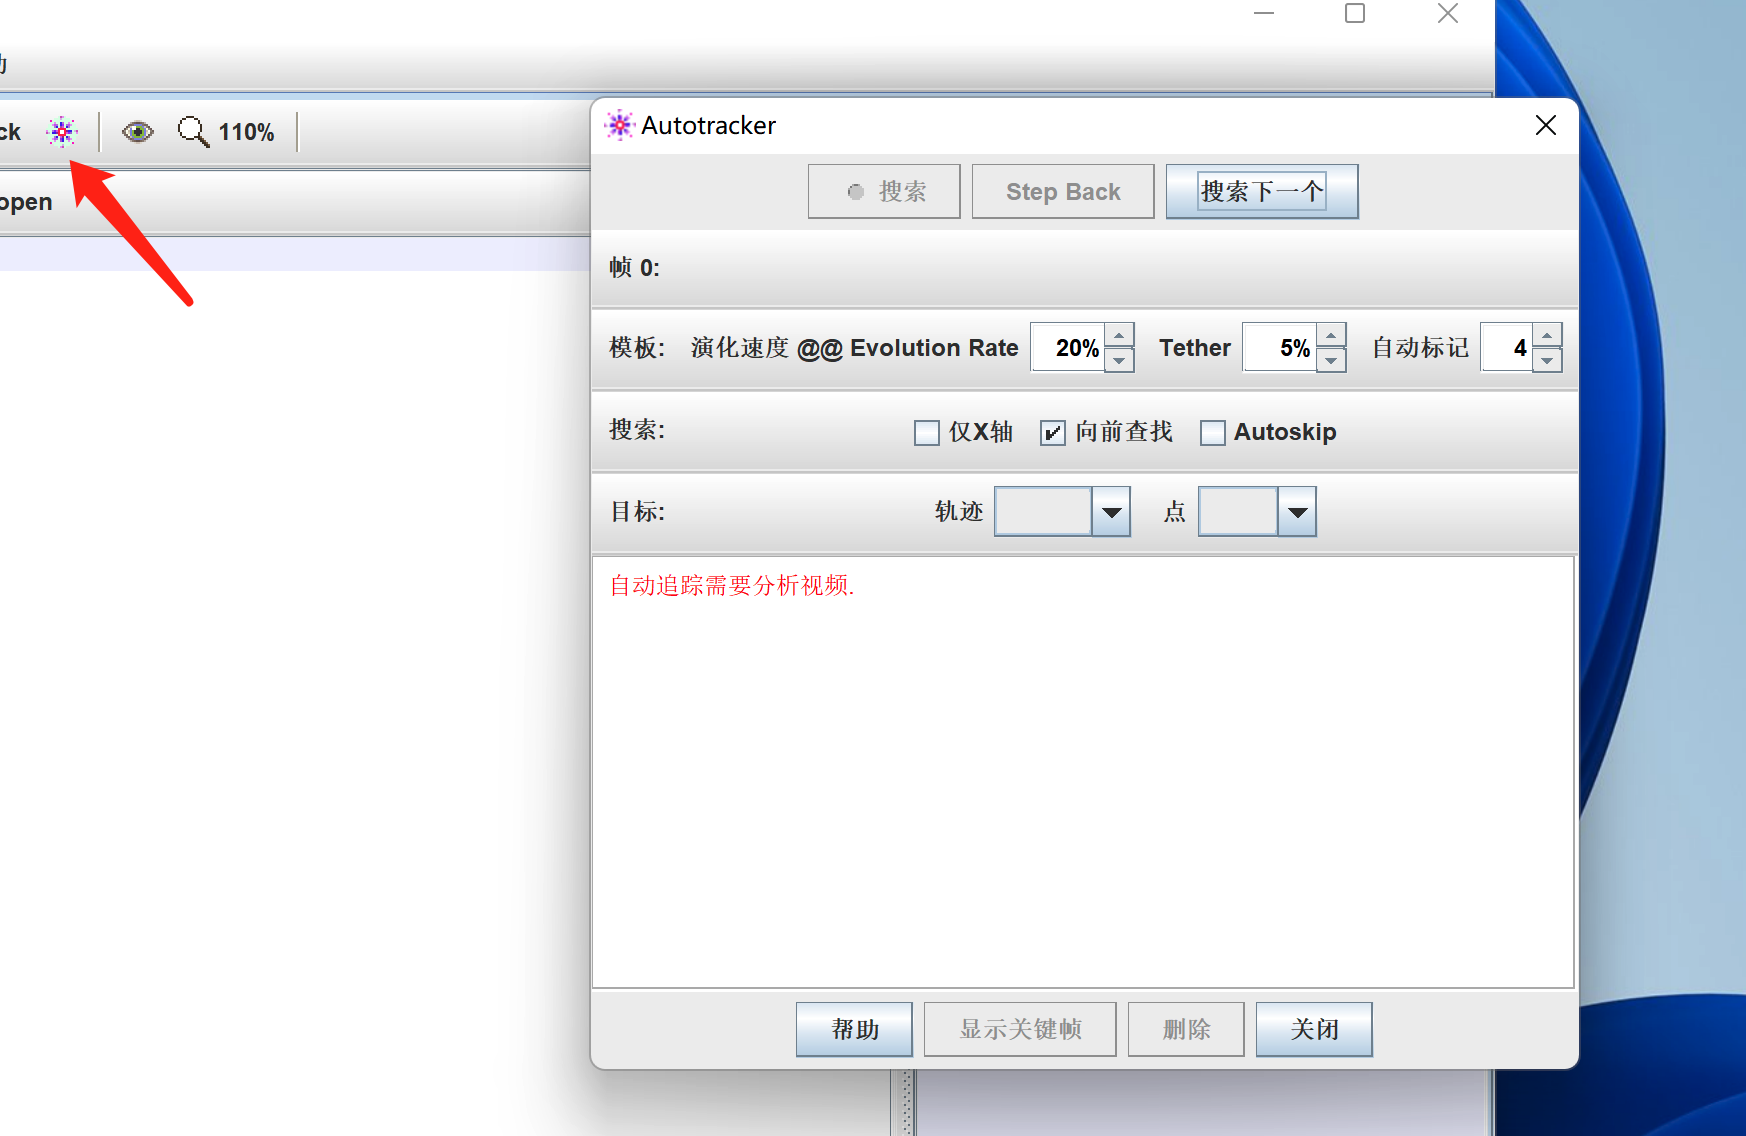 ck
110%
open
Autotracker
搜索
Step Back
搜索下一个
帧 0:
模板: 演化速度 @@ Evolution Rate 20% Tether 5% 自动标记 4
搜索: 仅X轴 向前查找 Autoskip
目标: 轨迹 点
自动追踪需要分析视频.
帮助 显示关键帧 删除 关闭